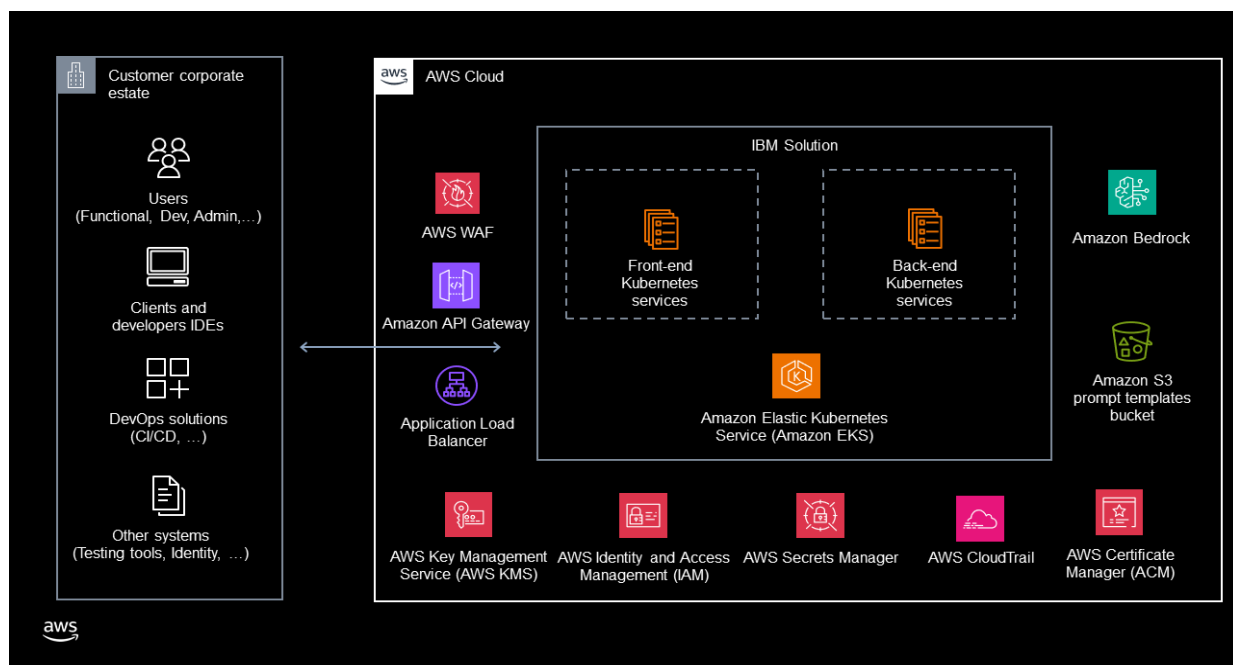 Customer corporate
estate
Users
(Functional, Dev, Admin,…)
Clients and
developers IDEs
DevOps solutions
(CI/CD, …)
Other systems
(Testing tools, Identity, …)
aws
aws
AWS Cloud
AWS WAF
Amazon API Gateway
Application Load
Balancer
IBM Solution
Front-end
Kubernetes
services
Back-end
Kubernetes
services
K
Amazon Elastic Kubernetes
Service (Amazon EKS)
Amazon Bedrock
Amazon S3
prompt templates
bucket
AWS Key Management
Service (AWS KMS)
AWS Identity and Access
Management (IAM)
AWS Secrets Manager
AWS CloudTrail
AWS Certificate
Manager (ACM)